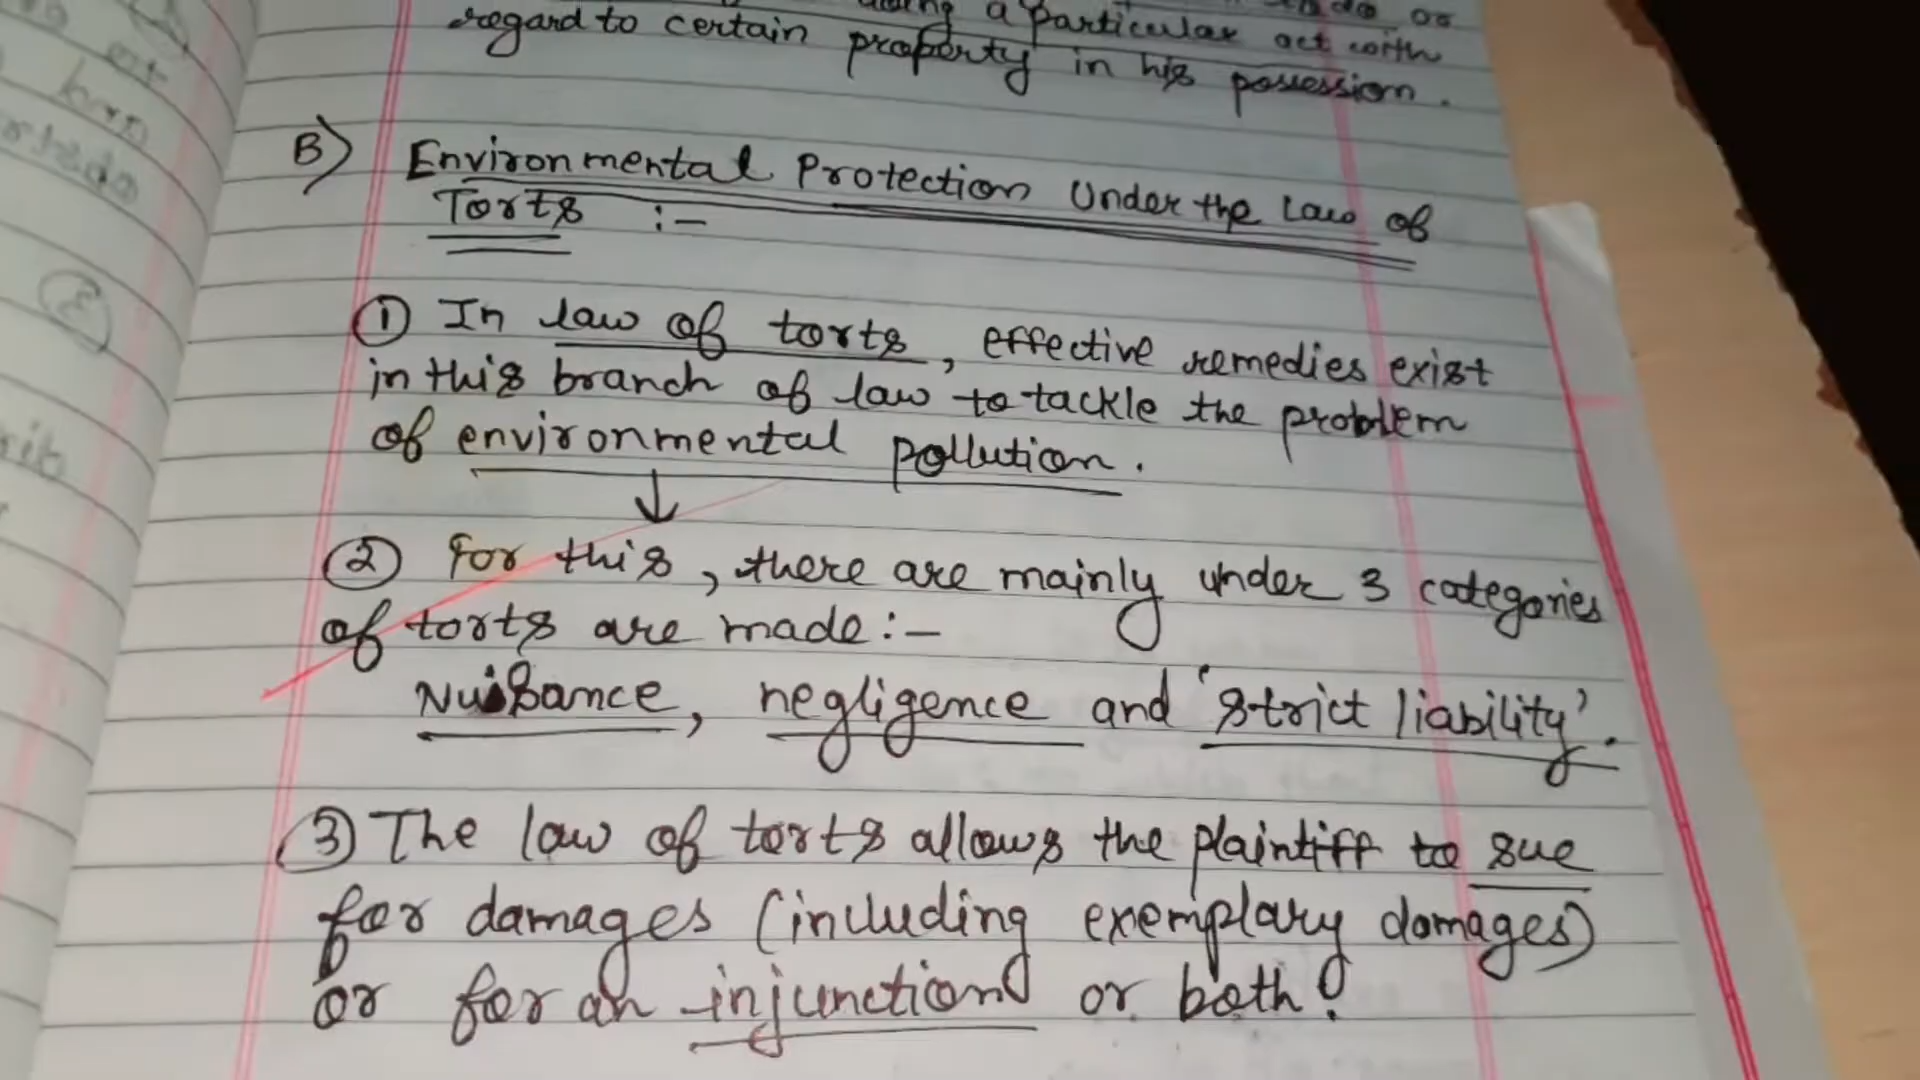 a particular act with
regard to certain property in his possession.
B) Environmental Protection Under the Law of
Torts :-
① In law of torts, effective remedies exist
in this branch of law to tackle the problem
of environmental pollution.
↓
② For this, there are mainly under 3 categories
of torts are made:-
Nuisance, negligence and 'strict liability'.
③ The law of torts allows the plaintiff to sue
for damages (including exemplary damages)
or for an injunction or both.